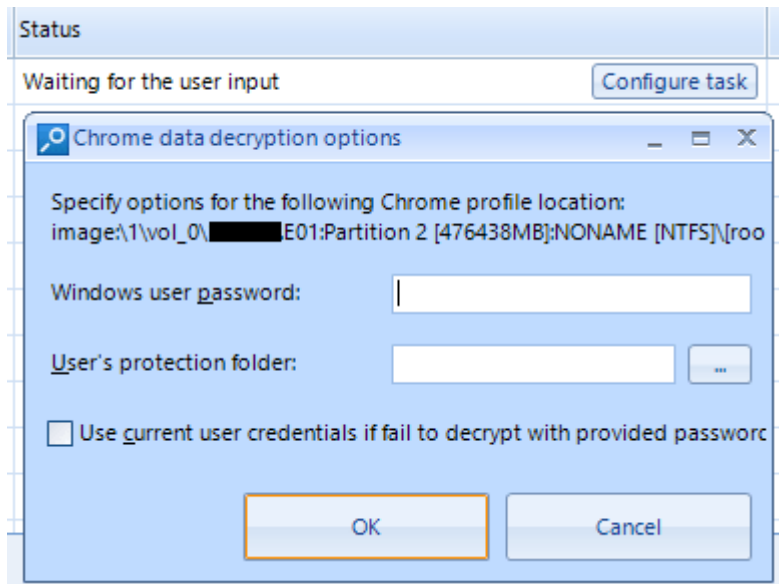 Status
Waiting for the user input
Configure task
Chrome data decryption options
Specify options for the following Chrome profile location:
image:\1\vol_0\ .E01:Partition 2 [476438MB]:NONAME [NTFS]\[roo
Windows user password:
User's protection folder:
...
Use current user credentials if fail to decrypt with provided password
OK
Cancel